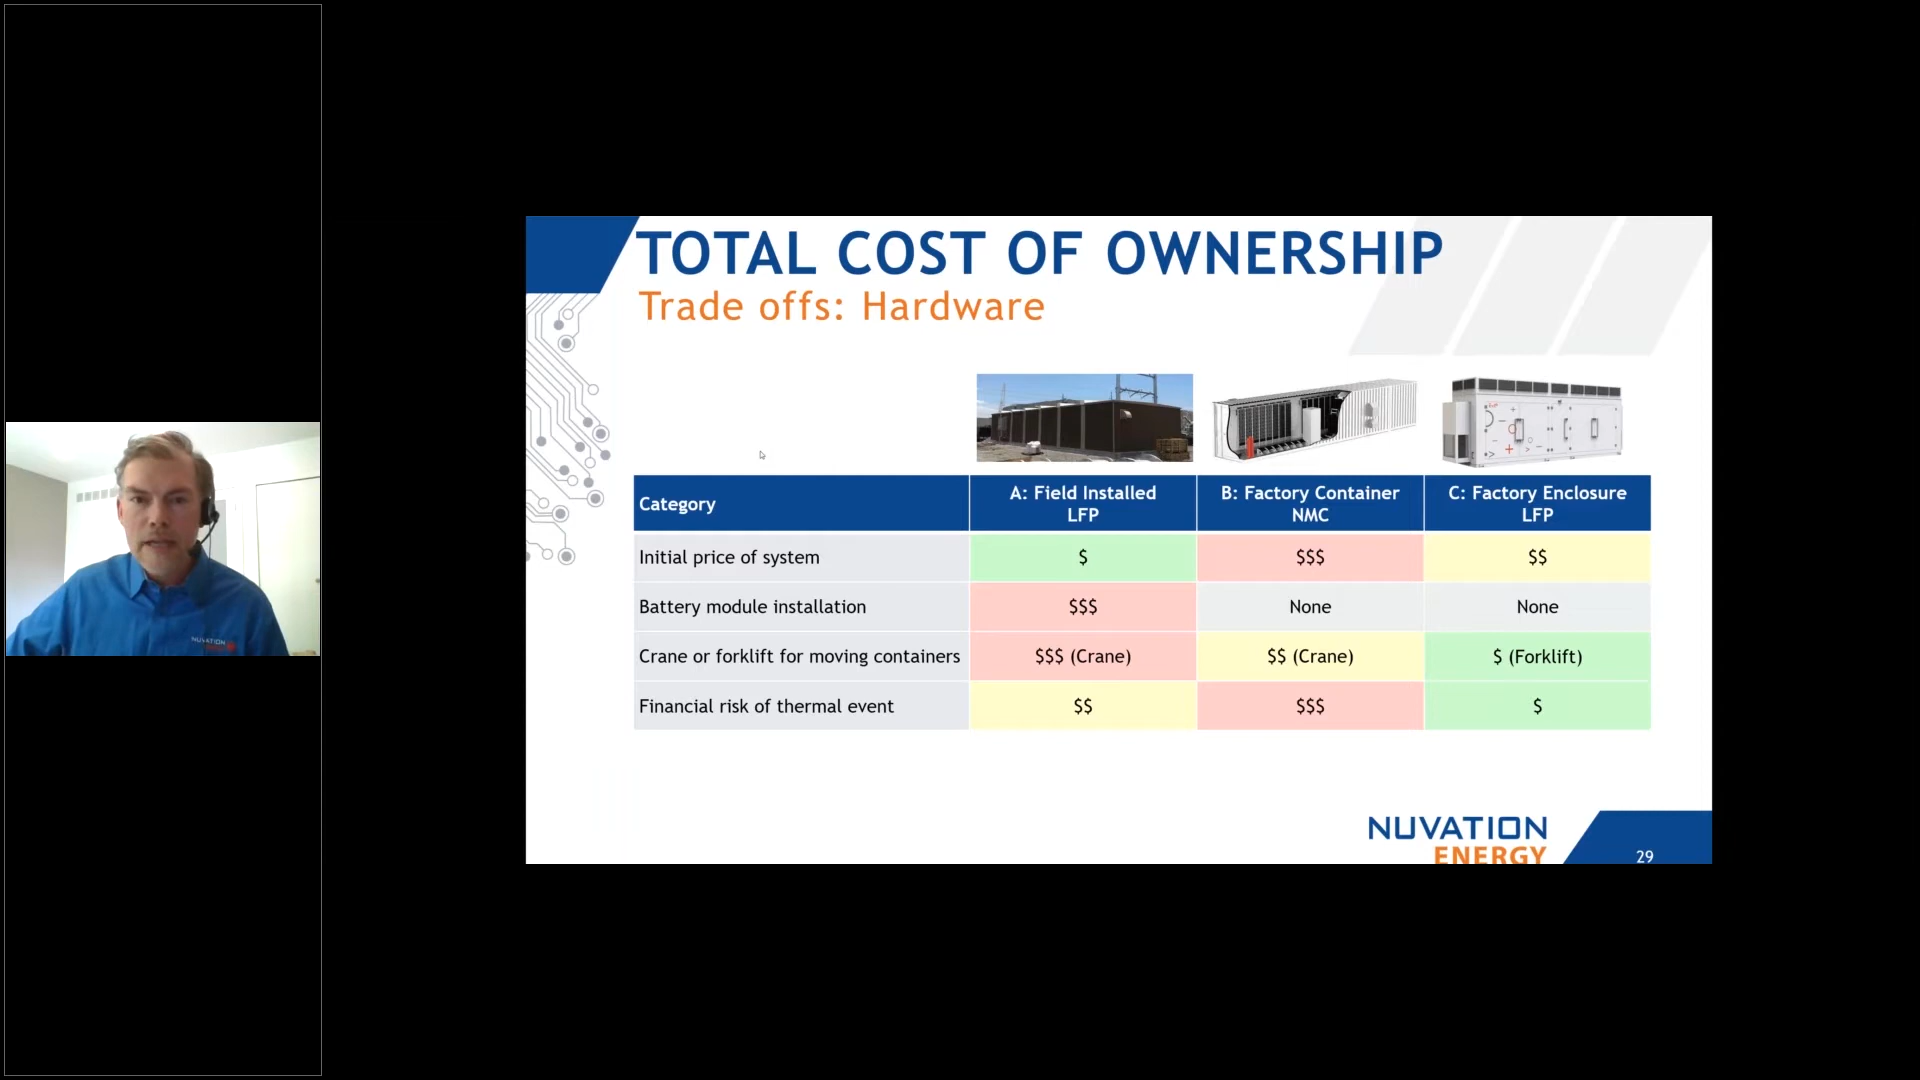 TOTAL COST OF OWNERSHIP
Trade offs: Hardware
Category
A: Field Installed
LFP
B: Factory Container
NMC
C: Factory Enclosure
LFP
Initial price of system
$
$$$
$$
Battery module installation
$$$
None
None
Crane or forklift for moving containers
$$$ (Crane)
$$ (Crane)
$ (Forklift)
Financial risk of thermal event
$$
$$$
$
NUVATION
ENERGY
29
NUVATION